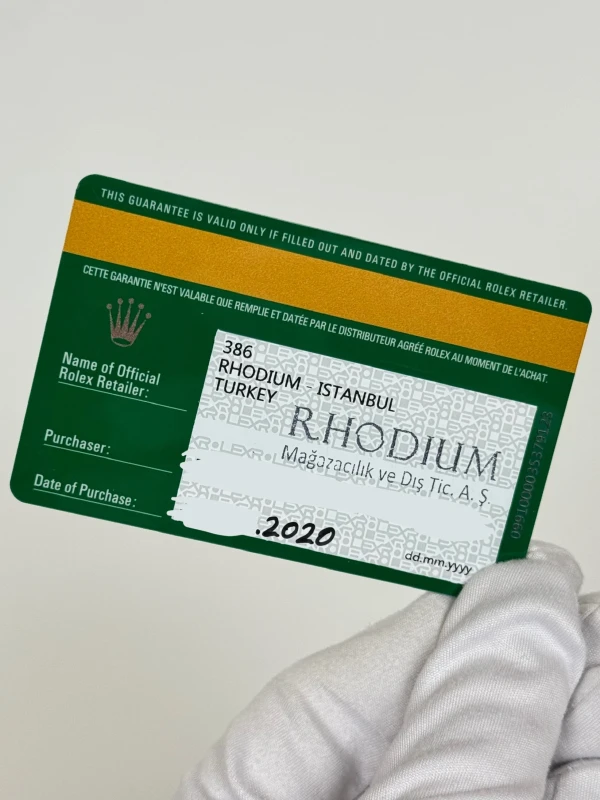 THIS GUARANTEE IS VALID ONLY IF FILLED OUT AND DATED BY THE OFFICIAL ROLEX RETAILER.
CETTE GARANTIE N'EST VALABLE QUE REMPLIE ET DATÉE PAR LE DISTRIBUTEUR AGRÉÉ ROLEX AU MOMENT DE L'ACHAT.
Name of Official
Rolex Retailer:
386
RHODIUM - ISTANBUL
TURKEY
RHODIUM
Mağazacılık ve Dış Tic. A. Ş.
Purchaser:
Date of Purchase:
.2020
dd.mm.yyyy